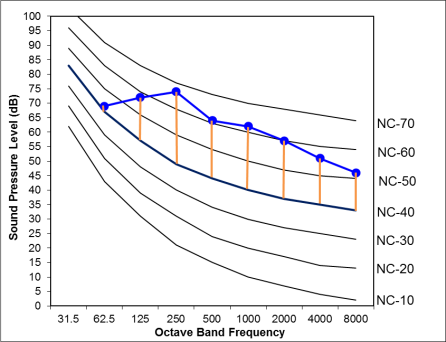 100
95
90
85
80
75
70
65
60
55
50
45
40
35
30
25
20
15
10
5
0
Sound Pressure Level (dB)
NC-70
NC-60
NC-50
NC-40
NC-30
NC-20
NC-10
31.5 62.5 125 250 500 1000 2000 4000 8000
Octave Band Frequency